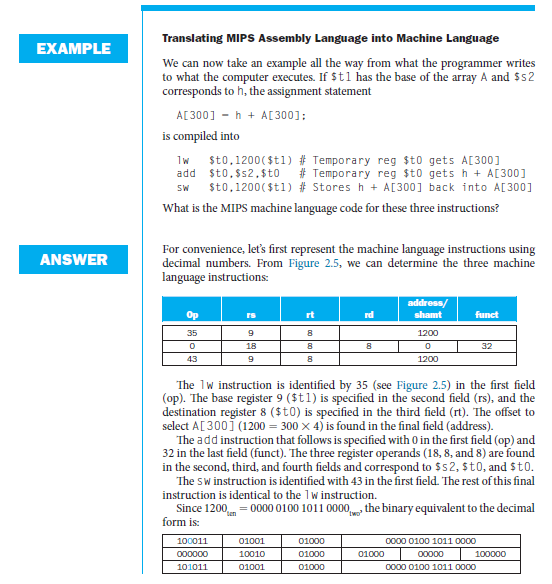 EXAMPLE
Translating MIPS Assembly Language into Machine Language
We can now take an example all the way from what the programmer writes
to what the computer executes. If $t1 has the base of the array A and $s2
corresponds to h, the assignment statement
A[300] = h + A[300];
is compiled into
lw $t0,1200($t1) # Temporary reg $t0 gets A[300]
add $t0,$s2,$t0 # Temporary reg $t0 gets h + A[300]
sw $t0,1200($t1) # Stores h + A[300] back into A[300]
What is the MIPS machine language code for these three instructions?
ANSWER
For convenience, let's first represent the machine language instructions using
decimal numbers. From Figure 2.5, we can determine the three machine
language instructions:
address/
Op rs rt rd shamt funct
35 9 8 1200
0 18 8 8 0 32
43 9 8 1200
The lw instruction is identified by 35 (see Figure 2.5) in the first field
(op). The base register 9 ($t1) is specified in the second field (rs), and the
destination register 8 ($t0) is specified in the third field (rt). The offset to
select A[300] (1200 = 300 × 4) is found in the final field (address).
The add instruction that follows is specified with 0 in the first field (op) and
32 in the last field (funct). The three register operands (18, 8, and 8) are found
in the second, third, and fourth fields and correspond to $s2, $t0, and $t0.
The sw instruction is identified with 43 in the first field. The rest of this final
instruction is identical to the lw instruction.
Since 1200ten = 0000 0100 1011 0000two, the binary equivalent to the decimal
form is:
100011 01001 01000 0000 0100 1011 0000
000000 10010 01000 01000 00000 100000
101011 01001 01000 0000 0100 1011 0000